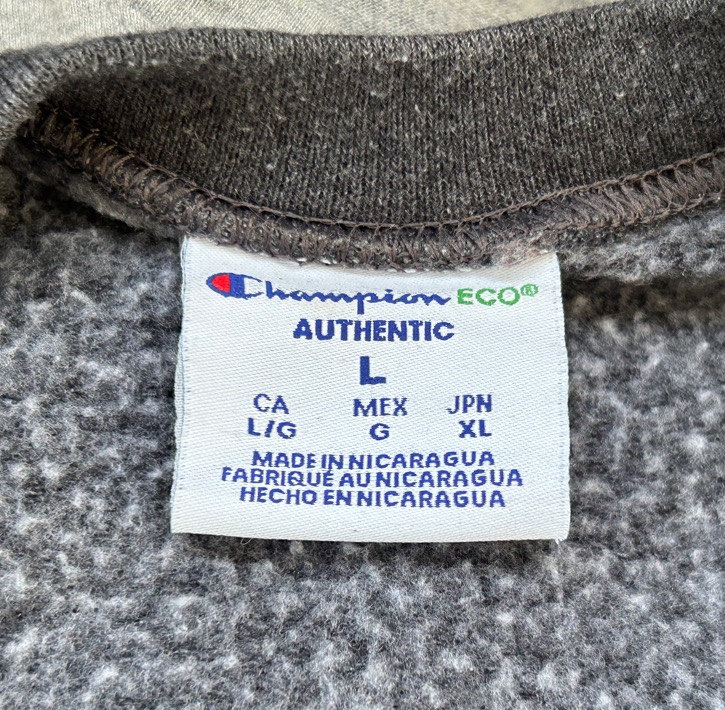 Champion ECO®
AUTHENTIC
L
CA MEX JPN
L/G G XL
MADE IN NICARAGUA
FABRIQUÉ AU NICARAGUA
HECHO EN NICARAGUA